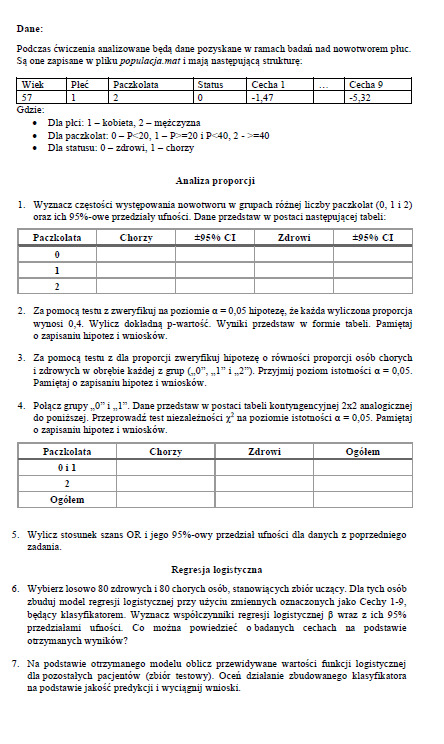 Dane:
Podczas ćwiczenia analizowane będą dane pozyskane w ramach badań nad nowotworem płuc.
Są one zapisane w pliku populacja.mat i mają następującą strukturę:
Wiek Płeć Paczkolata Status Cecha 1 … Cecha 9
57 1 2 0 -1,47 -5,32
Gdzie:
• Dla płci: 1 – kobieta, 2 – mężczyzna
• Dla paczkolat: 0 – P<20, 1 – P>=20 i P<40, 2 - >=40
• Dla statusu: 0 – zdrowi, 1 – chorzy
Analiza proporcji
1. Wyznacz częstości występowania nowotworu w grupach różnej liczby paczkolat (0, 1 i 2)
oraz ich 95%-owe przedziały ufności. Dane przedstaw w postaci następującej tabeli:
Paczkolata Chorzy ±95% CI Zdrowi ±95% CI
0
1
2
2. Za pomocą testu z zweryfikuj na poziomie α = 0,05 hipotezę, że każda wyliczona proporcja
wynosi 0,4. Wylicz dokładną p-wartość. Wyniki przedstaw w formie tabeli. Pamiętaj
o zapisaniu hipotez i wniosków.
3. Za pomocą testu z dla proporcji zweryfikuj hipotezę o równości proporcji osób chorych
i zdrowych w obrębie każdej z grup („0”, „1” i „2”). Przyjmij poziom istotności α = 0,05.
Pamiętaj o zapisaniu hipotez i wniosków.
4. Połącz grupy „0” i „1”. Dane przedstaw w postaci tabeli kontyngencyjnej 2x2 analogicznej
do poniższej. Przeprowadź test niezależności χ² na poziomie istotności α = 0,05. Pamiętaj
o zapisaniu hipotez i wniosków.
Paczkolata Chorzy Zdrowi Ogółem
0 i 1
2
Ogółem
5. Wylicz stosunek szans OR i jego 95%-owy przedział ufności dla danych z poprzedniego
zadania.
Regresja logistyczna
6. Wybierz losowo 80 zdrowych i 80 chorych osób, stanowiących zbiór uczący. Dla tych osób
zbuduj model regresji logistycznej przy użyciu zmiennych oznaczonych jako Cechy 1-9,
będący klasyfikatorem. Wyznacz współczynniki regresji logistycznej β wraz z ich 95%
przedziałami ufności. Co można powiedzieć o badanych cechach na podstawie
otrzymanych wyników?
7. Na podstawie otrzymanego modelu oblicz przewidywane wartości funkcji logistycznej
dla pozostałych pacjentów (zbiór testowy). Oceń działanie zbudowanego klasyfikatora
na podstawie jakość predykcji i wyciągnij wnioski.